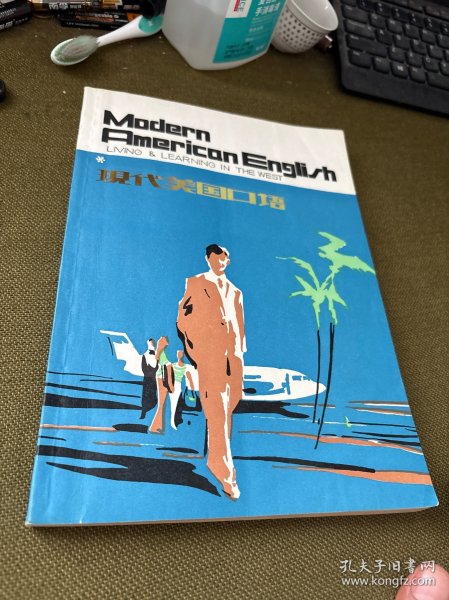 Modern
American English
LIVING & LEARNING IN THE WEST
現代美国口语
孔夫子旧书网
www.kongfz.com